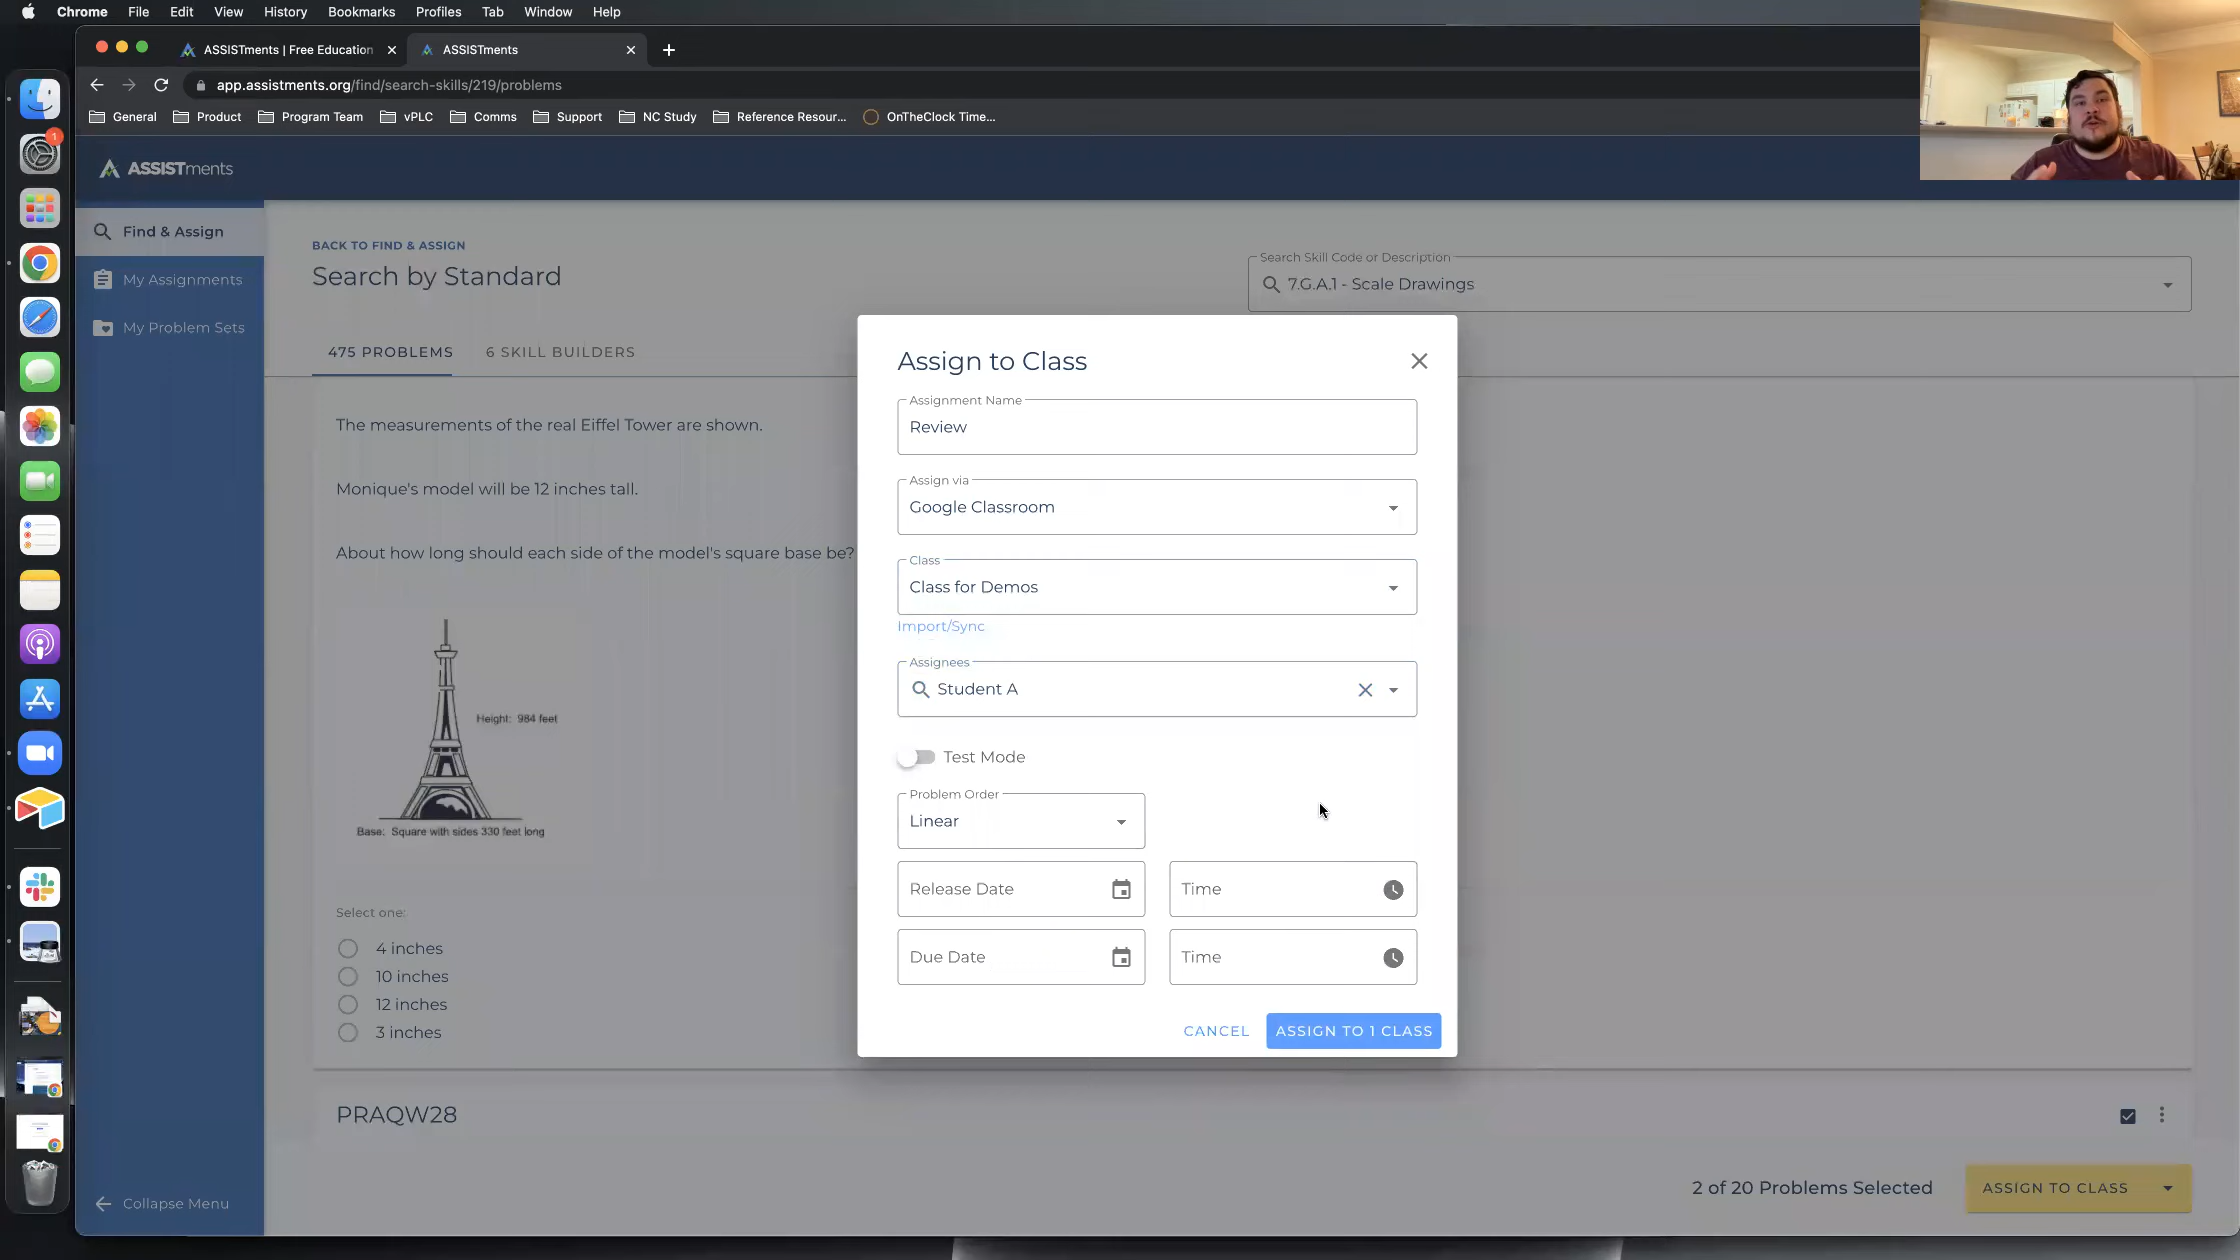 Chrome File Edit View History Bookmarks Profiles Tab Window Help
ASSISTments | Free Education
ASSISTments
app.assistments.org/find/search-skills/219/problems
General Product Program Team vPLC Comms Support NC Study Reference Resour... OnTheClock Time...
ASSISTments
Find & Assign
My Assignments
My Problem Sets
Collapse Menu
BACK TO FIND & ASSIGN
Search by Standard
Search Skill Code or Description
7.G.A.1 - Scale Drawings
475 PROBLEMS 6 SKILL BUILDERS
The measurements of the real Eiffel Tower are shown.
Monique's model will be 12 inches tall.
About how long should each side of the model's square base be?
Height: 984 feet
Base: Square with sides 330 feet long
Select one:
4 inches
10 inches
12 inches
3 inches
PRAQW28
2 of 20 Problems Selected
ASSIGN TO CLASS
Assign to Class
Assignment Name
Review
Assign via
Google Classroom
Class
Class for Demos
Import/Sync
Assignees
Student A
Test Mode
Problem Order
Linear
Release Date Time
Due Date Time
CANCEL ASSIGN TO 1 CLASS
1